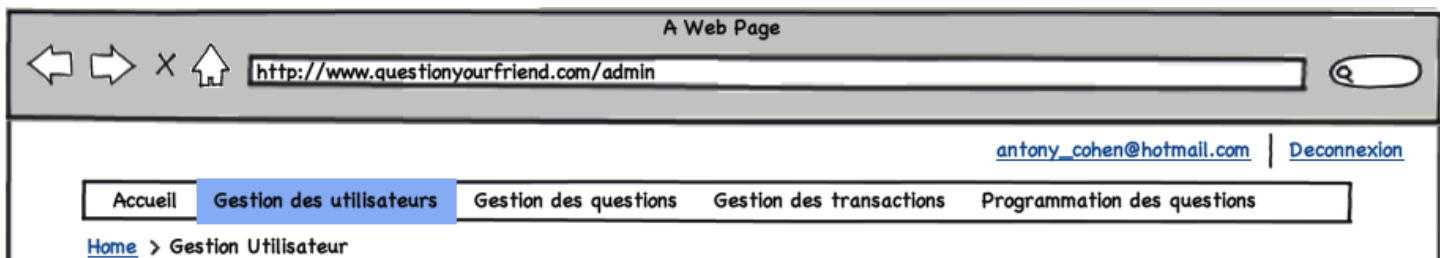 A Web Page
http://www.questionyourfriend.com/admin
antony_cohen@hotmail.com Deconnexion
Accueil Gestion des utilisateurs Gestion des questions Gestion des transactions Programmation des questions
Home > Gestion Utilisateur